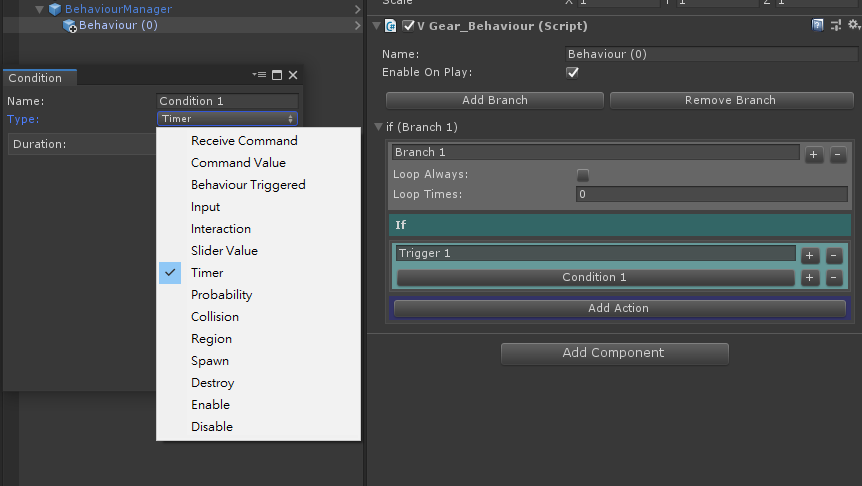 BehaviourManager
Behaviour (0)
Condition
Name:
Condition 1
Type:
Timer
Duration:
Receive Command
Command Value
Behaviour Triggered
Input
Interaction
Slider Value
Timer
Probability
Collision
Region
Spawn
Destroy
Enable
Disable
Scale X 1 Y 1 Z 1
V Gear_Behaviour (Script)
Name:
Behaviour (0)
Enable On Play:
Add Branch
Remove Branch
if (Branch 1)
Branch 1
+ -
Loop Always:
Loop Times:
0
If
Trigger 1
+ -
Condition 1
+ -
Add Action
Add Component